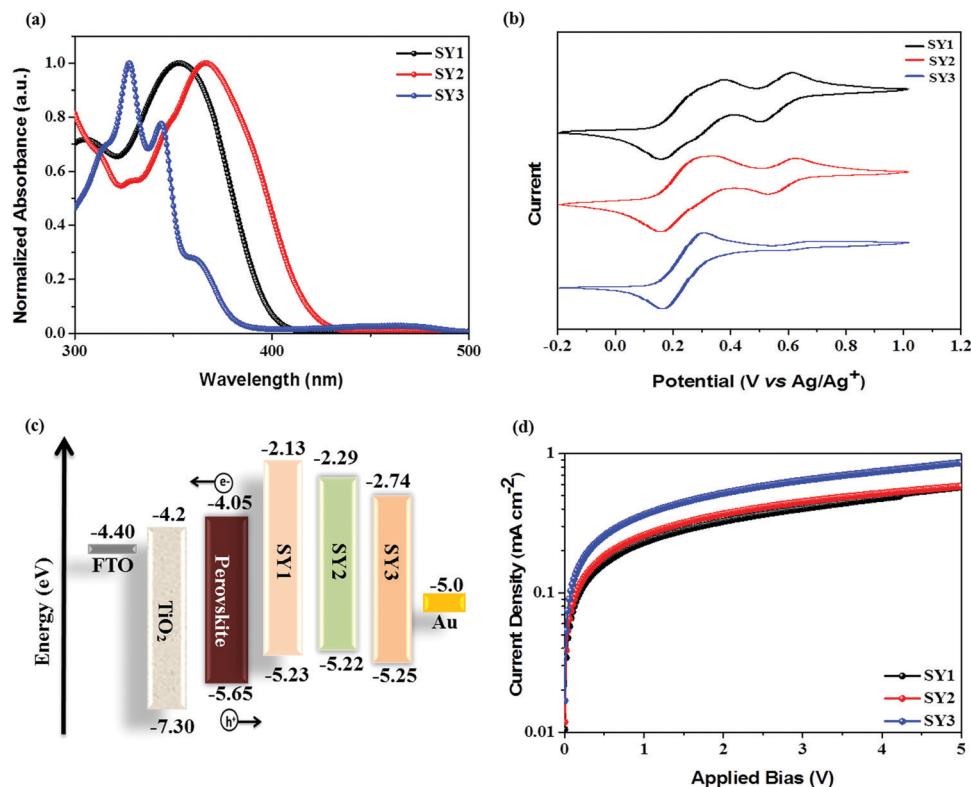 (a)
Normalized Absorbance (a.u.)
1.0
0.8
0.6
0.4
0.2
0.0
300
400
500
Wavelength (nm)
SY1
SY2
SY3
(b)
Current
SY1
SY2
SY3
-0.2
0.0
0.2
0.4
0.6
0.8
1.0
1.2
Potential (V vs Ag/Ag⁺)
(c)
Energy (eV)
-4.40
FTO
-4.2
TiO₂
-7.30
e-
-4.05
Perovskite
-5.65
h⁺
-2.13
SY1
-5.23
-2.29
SY2
-5.22
-2.74
SY3
-5.25
-5.0
Au
(d)
Current Density (mA cm⁻²)
1
0.1
0.01
0
1
2
3
4
5
Applied Bias (V)
SY1
SY2
SY3